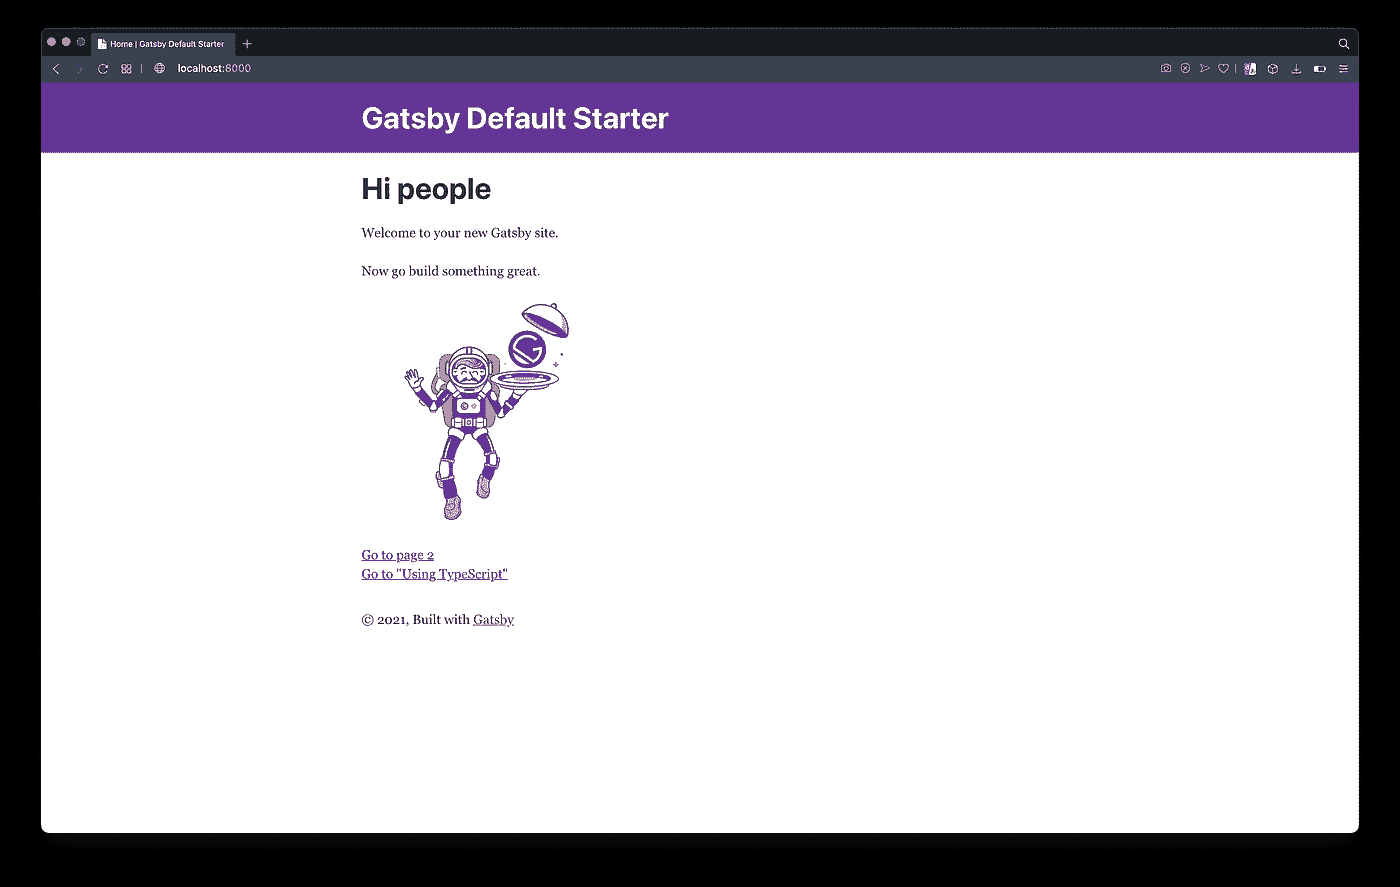 Home | Gatsby Default Starter
localhost:8000
Gatsby Default Starter
Hi people
Welcome to your new Gatsby site.
Now go build something great.
Go to page 2
Go to "Using TypeScript"
© 2021, Built with Gatsby